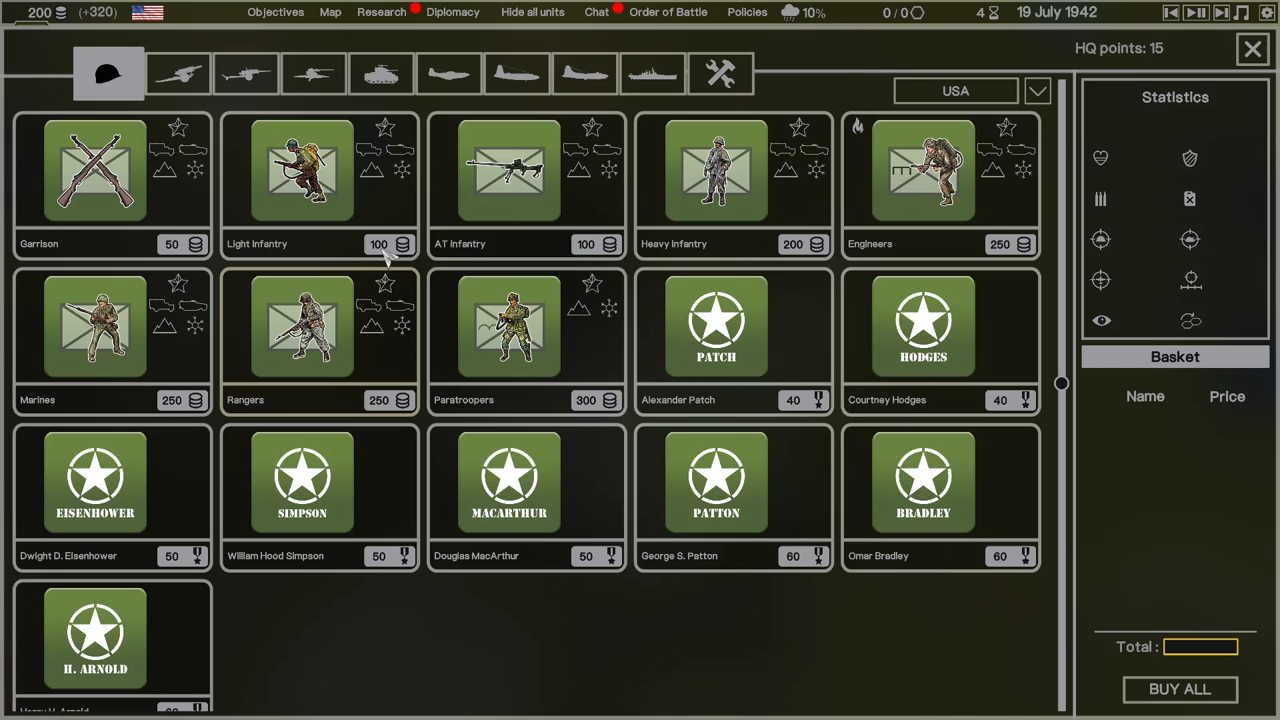 200 (+320) Objectives Map Research Diplomacy Hide all units Chat Order of Battle Policies 10% 0 / 0 4 19 July 1942
HQ points: 15
USA
Statistics
Garrison 50
Light Infantry 100
AT Infantry 100
Heavy Infantry 200
Engineers 250
Marines 250
Rangers 250
Paratroopers 300
PATCH
Alexander Patch 40
HODGES
Courtney Hodges 40
Basket
Name Price
EISENHOWER
Dwight D. Eisenhower 50
SIMPSON
William Hood Simpson 50
MACARTHUR
Douglas MacArthur 50
PATTON
George S. Patton 60
BRADLEY
Omar Bradley 60
H. ARNOLD
Total :
BUY ALL